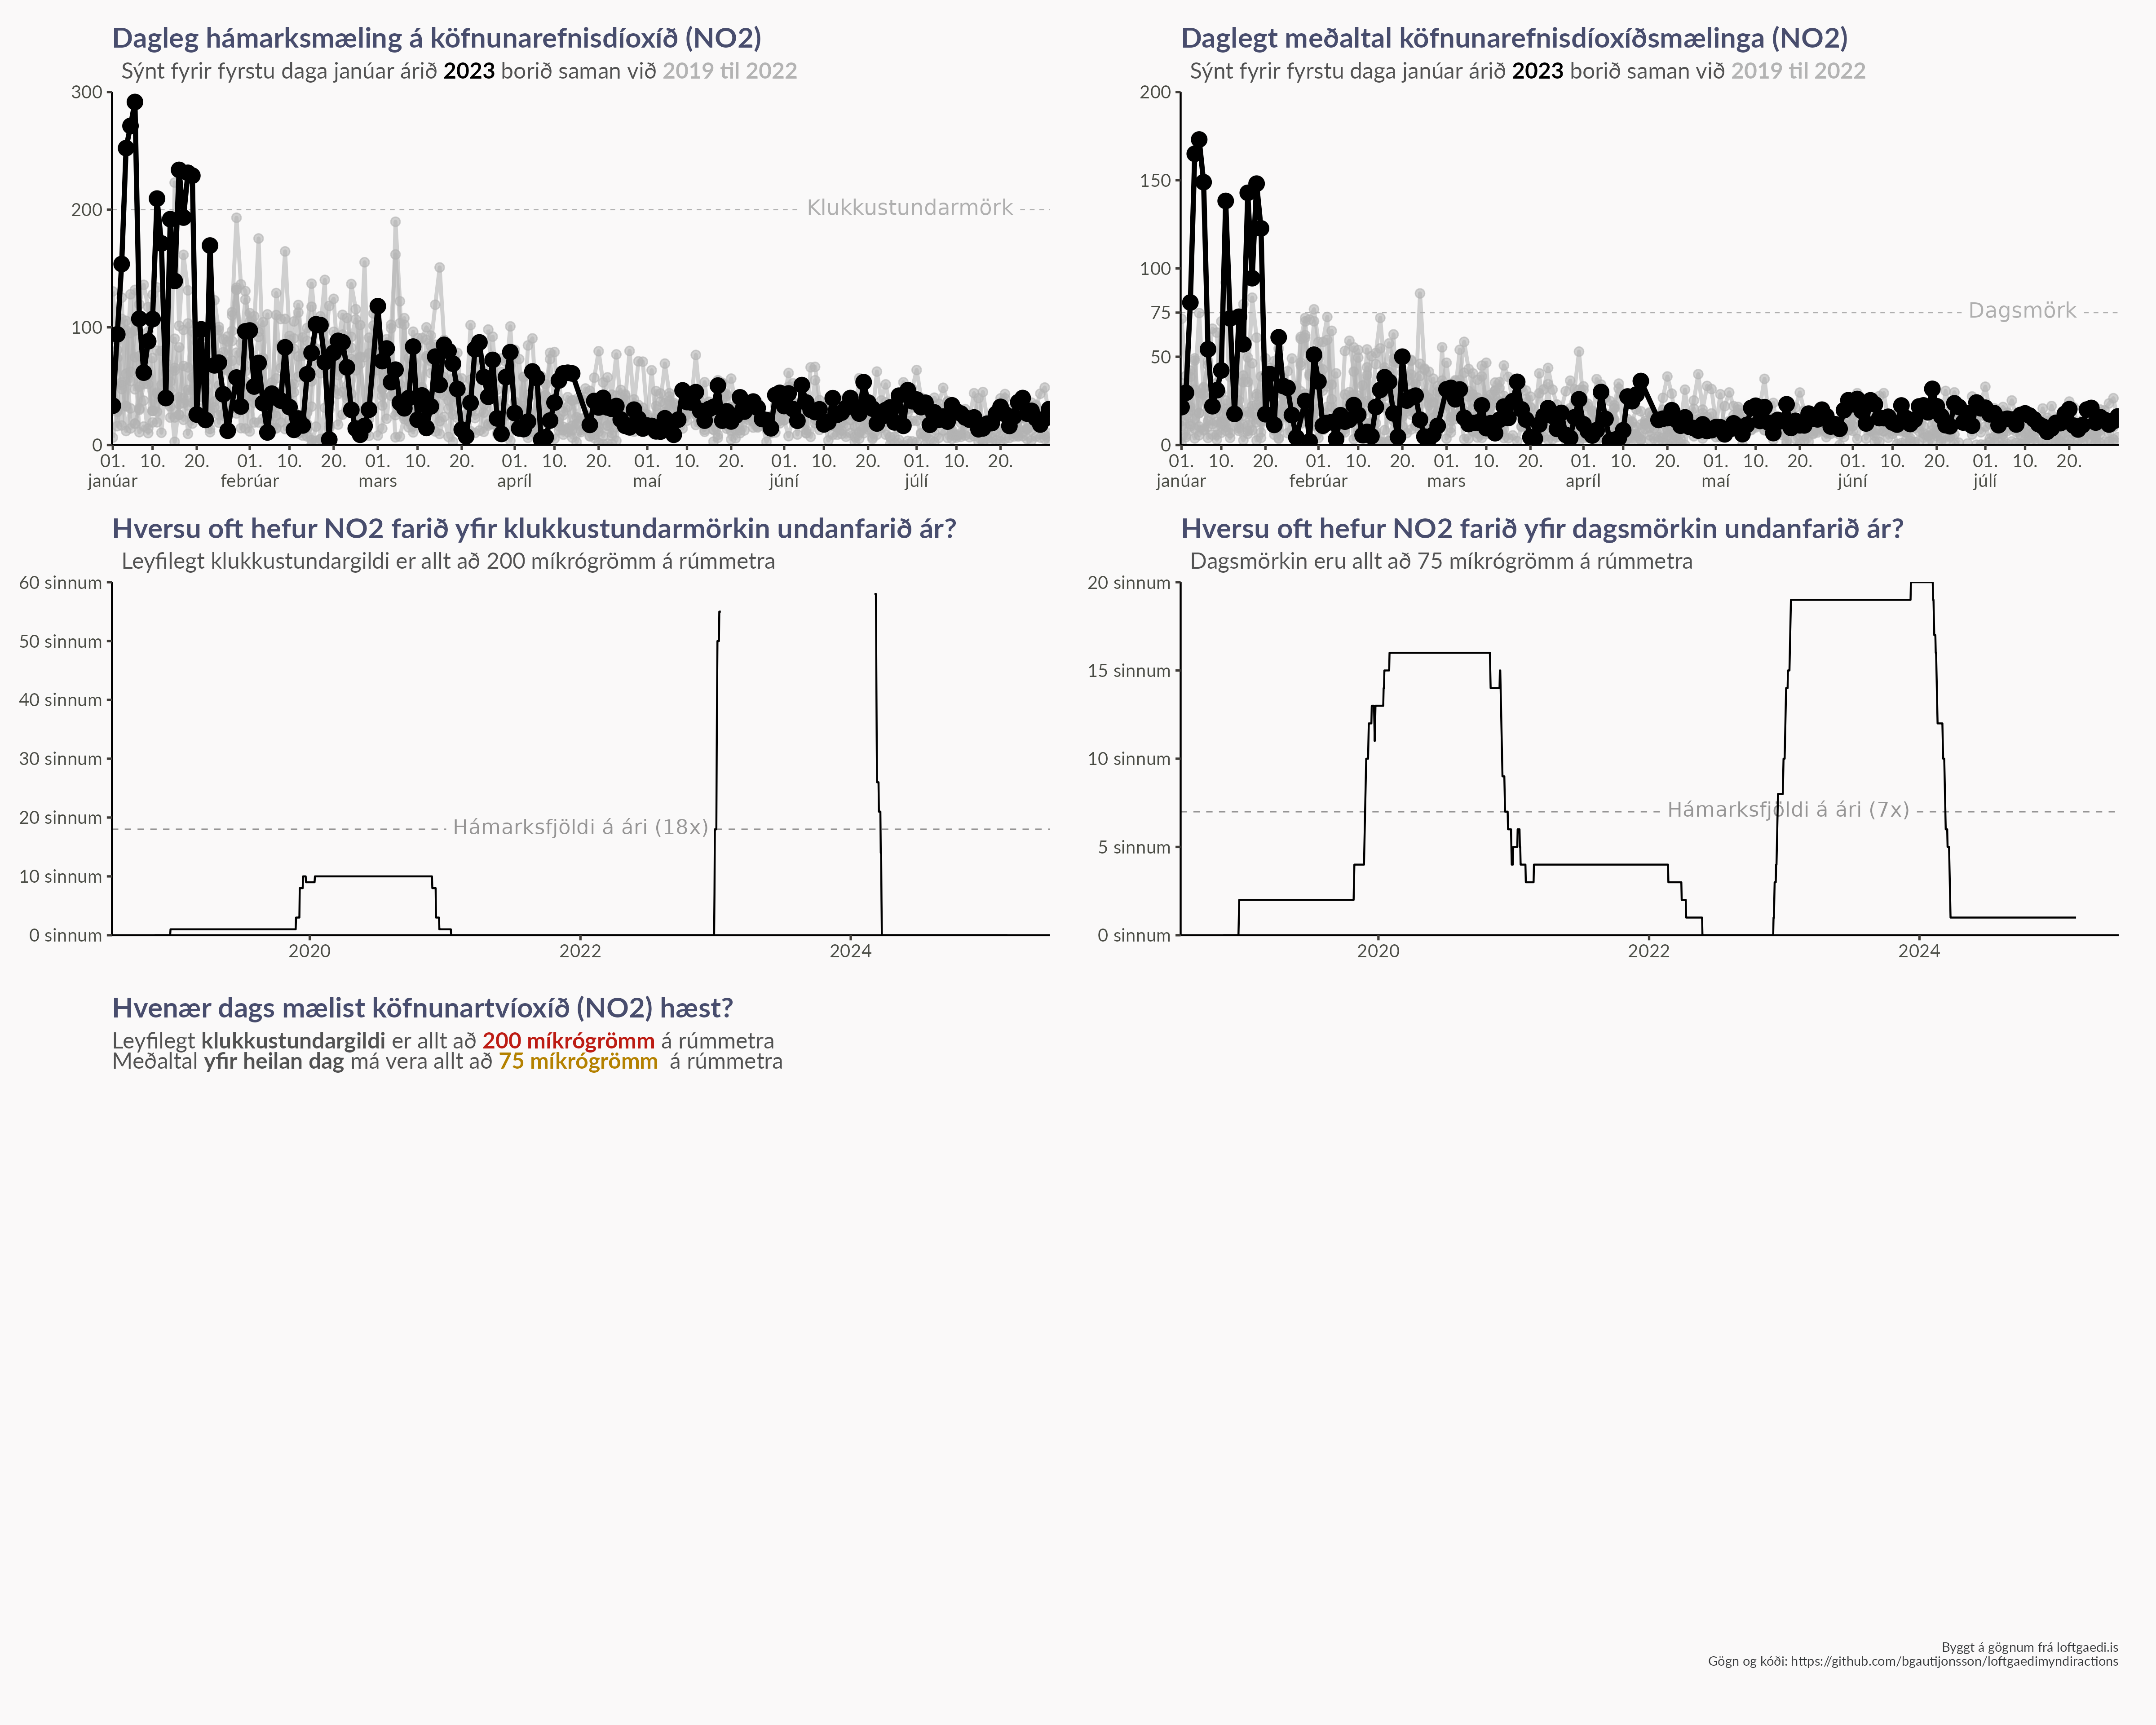 Dagleg hámarksmæling á köfnunarefnisdíoxíð (NO2)
Sýnt fyrir fyrstu daga janúar árið 2023 borið saman við 2019 til 2022
300
200
100
0
Klukkustundarmörk
01. 10. 20. 01. 10. 20. 01. 10. 20. 01. 10. 20. 01. 10. 20. 01. 10. 20. 01. 10. 20.
janúar febrúar mars apríl maí júní júlí
Daglegt meðaltal köfnunarefnisdíoxíðsmælinga (NO2)
Sýnt fyrir fyrstu daga janúar árið 2023 borið saman við 2019 til 2022
200
150
100
75
50
0
Dagsmörk
01. 10. 20. 01. 10. 20. 01. 10. 20. 01. 10. 20. 01. 10. 20. 01. 10. 20. 01. 10. 20.
janúar febrúar mars apríl maí júní júlí
Hversu oft hefur NO2 farið yfir klukkustundarmörkin undanfarið ár?
Leyfilegt klukkustundargildi er allt að 200 míkrógrömm á rúmmetra
60 sinnum
50 sinnum
40 sinnum
30 sinnum
20 sinnum
10 sinnum
0 sinnum
Hámarksfjöldi á ári (18x)
2020 2022 2024
Hversu oft hefur NO2 farið yfir dagsmörkin undanfarið ár?
Dagsmörkin eru allt að 75 míkrógrömm á rúmmetra
20 sinnum
15 sinnum
10 sinnum
5 sinnum
0 sinnum
Hámarksfjöldi á ári (7x)
2020 2022 2024
Hvenær dags mælist köfnunartvíoxíð (NO2) hæst?
Leyfilegt klukkustundargildi er allt að 200 míkrógrömm á rúmmetra
Meðaltal yfir heilan dag má vera allt að 75 míkrógrömm á rúmmetra
Byggt á gögnum frá loftgaedi.is
Gögn og kóði: https://github.com/bgautijonsson/loftgaedimyndiractions